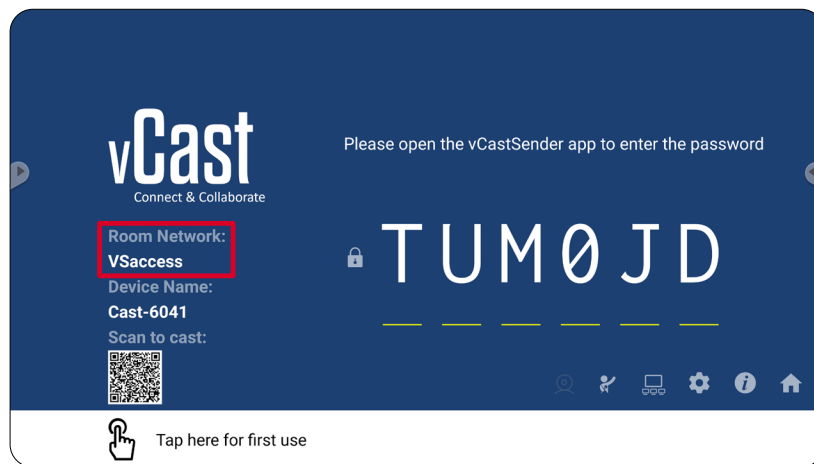 vCast
Connect & Collaborate
Please open the vCastSender app to enter the password
Room Network:
VSaccess
Device Name:
Cast-6041
Scan to cast:
TUM0JD
Tap here for first use